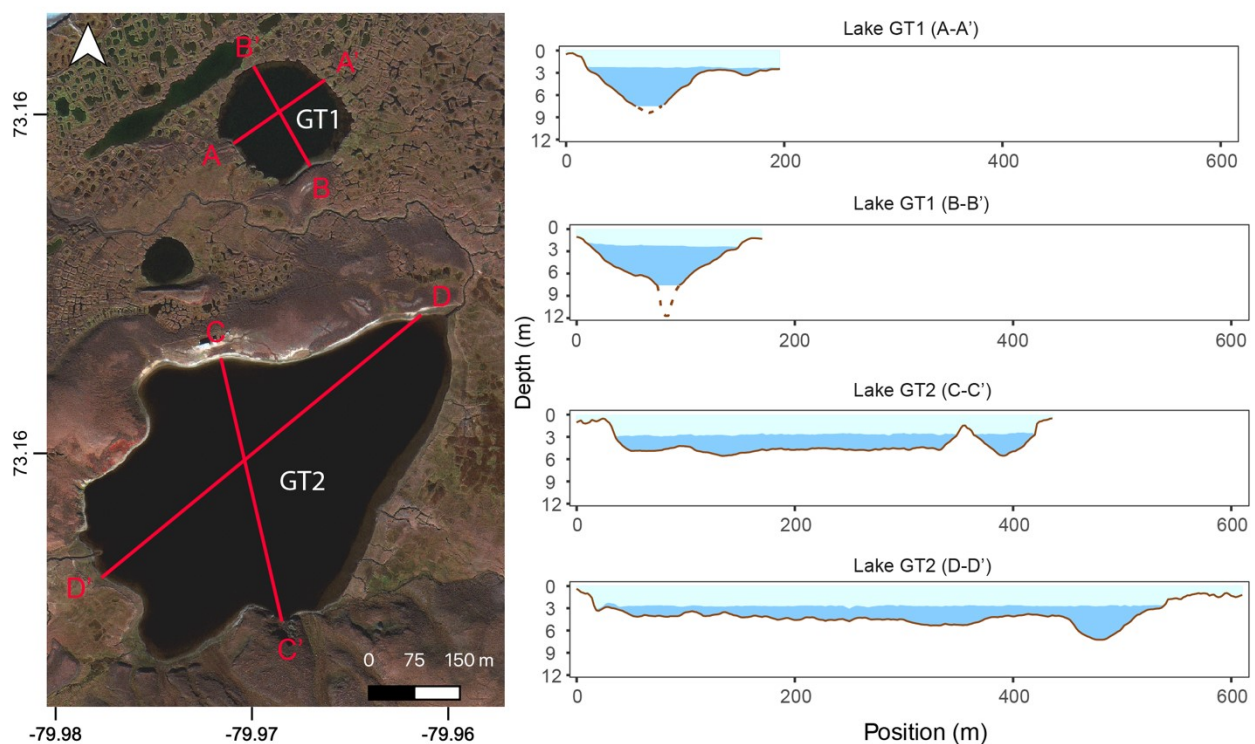 B'
A'
GT1
A
B
D
C
GT2
D'
C'
0 75 150 m
73.16
73.16
-79.98 -79.97 -79.96
Lake GT1 (A-A’)
0
3
6
9
12
0 200 400 600
Lake GT1 (B-B’)
0
3
6
9
12
0 200 400 600
Lake GT2 (C-C’)
0
3
6
9
12
0 200 400 600
Lake GT2 (D-D’)
0
3
6
9
12
0 200 400 600
Depth (m)
Position (m)